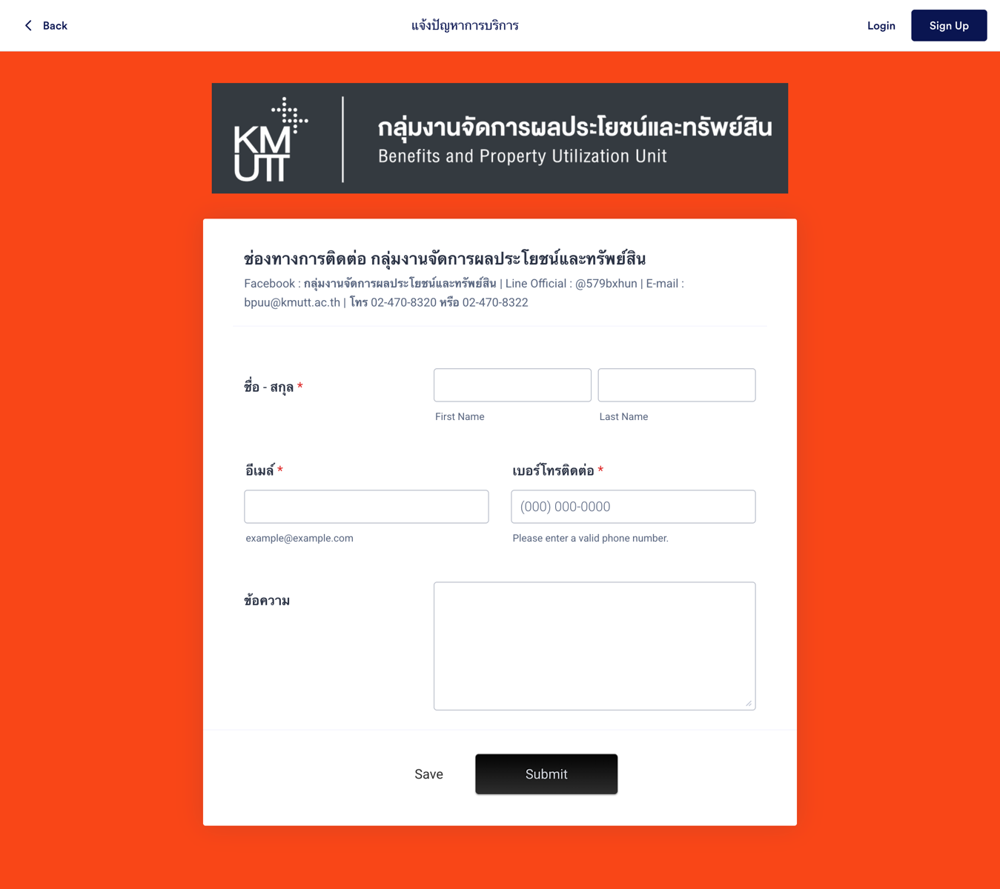 Back
แจ้งปัญหาการบริการ
Login
Sign Up
KM
UTT
กลุ่มงานจัดการผลประโยชน์และทรัพย์สิน
Benefits and Property Utilization Unit
ช่องทางการติดต่อ กลุ่มงานจัดการผลประโยชน์และทรัพย์สิน
Facebook : กลุ่มงานจัดการผลประโยชน์และทรัพย์สิน | Line Official : @579bxhun | E-mail :
bpuu@kmutt.ac.th | โทร 02-470-8320 หรือ 02-470-8322
ชื่อ - สกุล *
First Name
Last Name
อีเมล์ *
เบอร์โทรติดต่อ *
(000) 000-0000
example@example.com
Please enter a valid phone number.
ข้อความ
Save
Submit